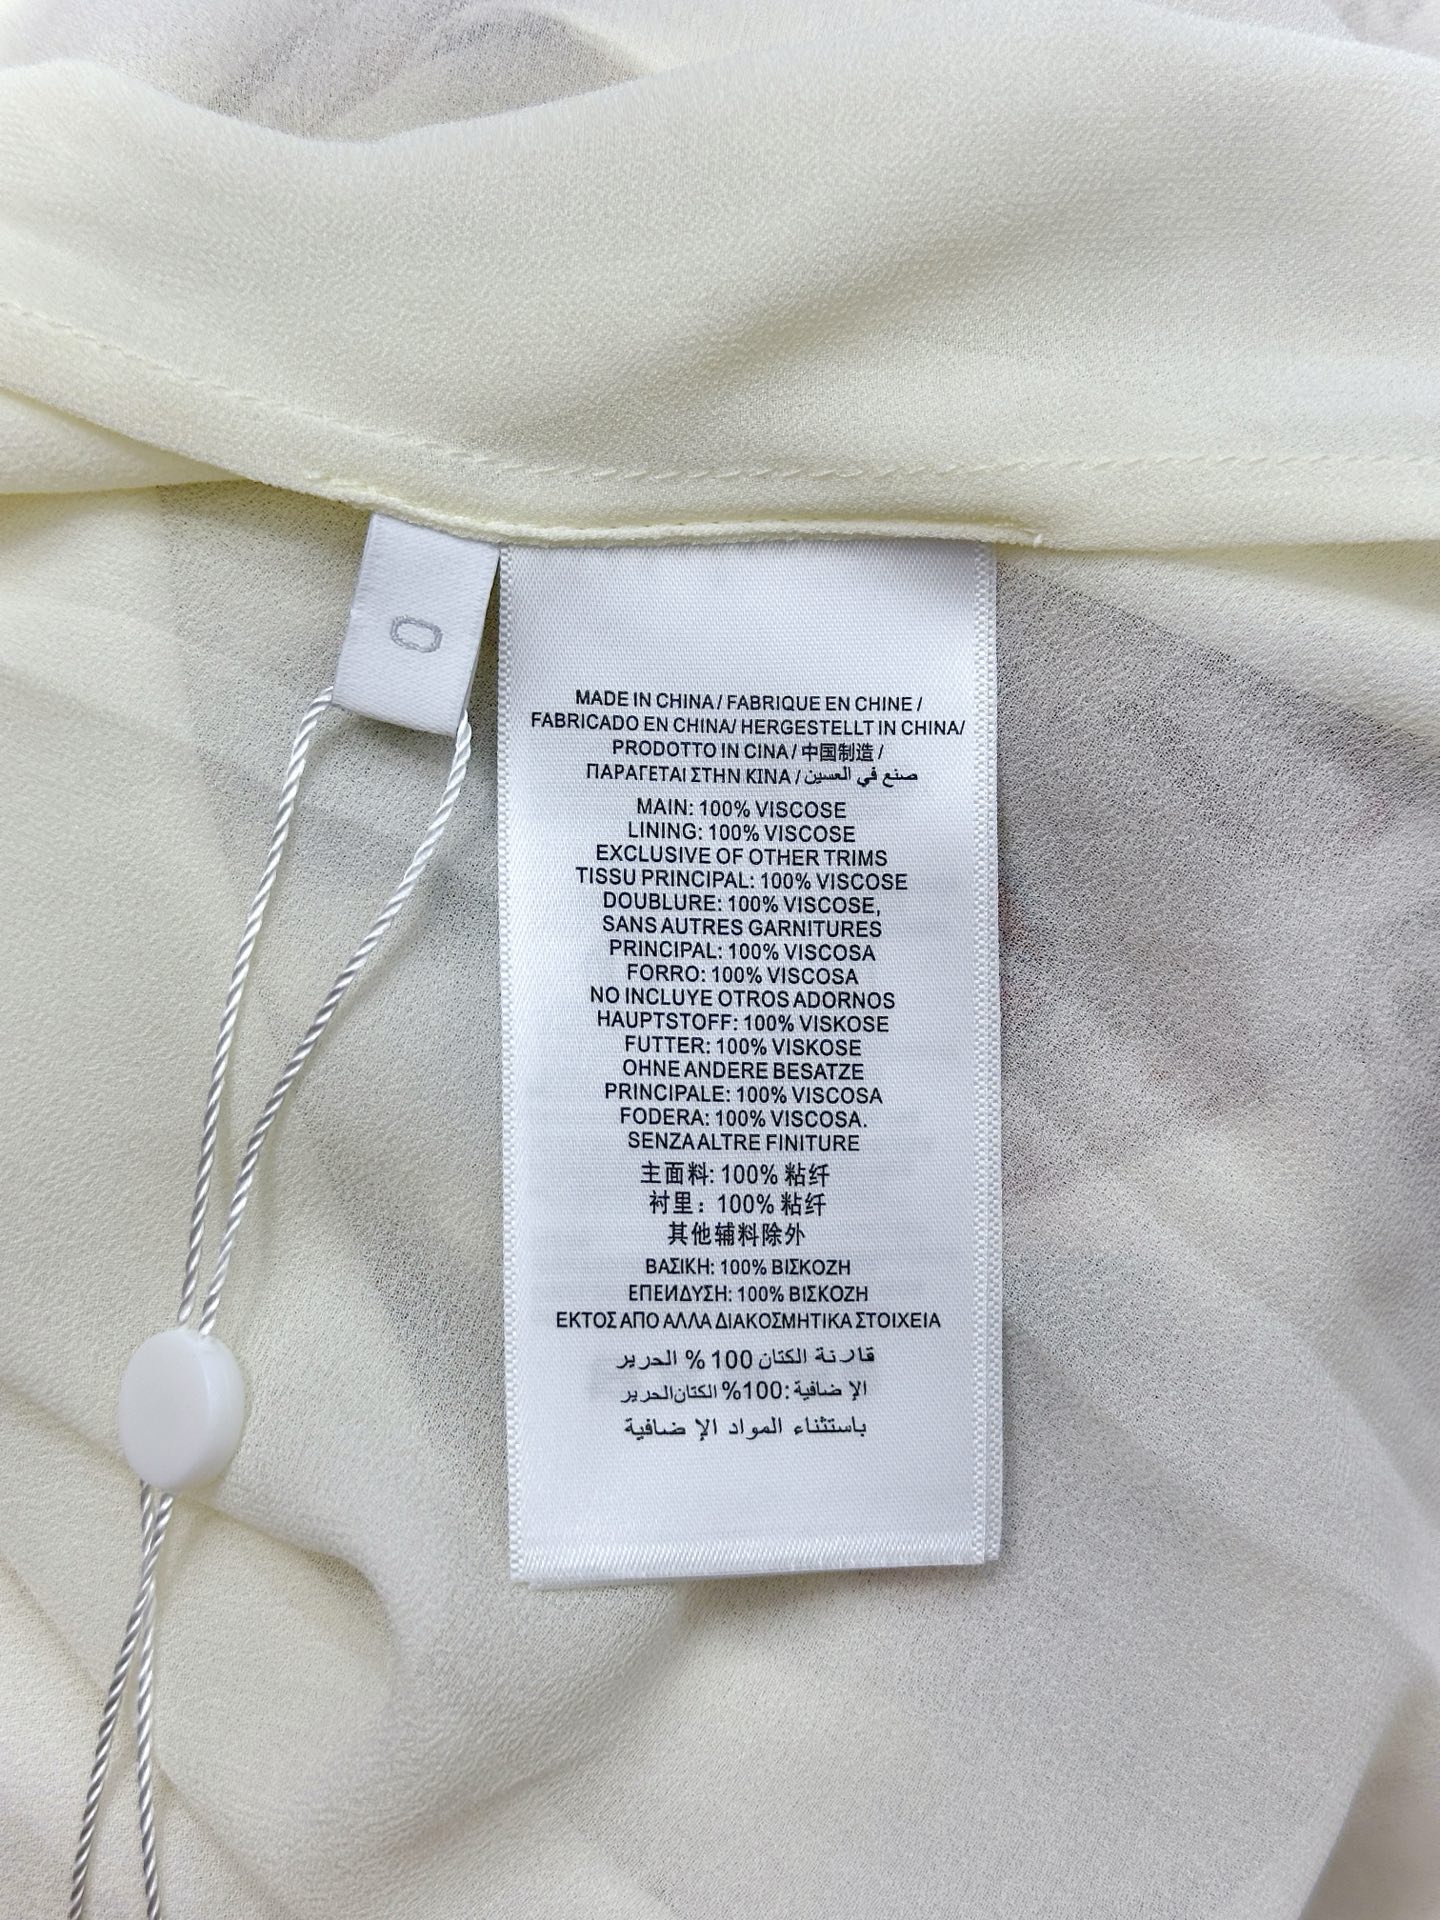 0
MADE IN CHINA / FABRIQUE EN CHINE /
FABRICADO EN CHINA/ HERGESTELLT IN CHINA/
PRODOTTO IN CINA / 中国制造 /
ΠΑΡΑΓΕΤΑΙ ΣΤΗΝ ΚΙΝΑ / صنع في العسين
MAIN: 100% VISCOSE
LINING: 100% VISCOSE
EXCLUSIVE OF OTHER TRIMS
TISSU PRINCIPAL: 100% VISCOSE
DOUBLURE: 100% VISCOSE,
SANS AUTRES GARNITURES
PRINCIPAL: 100% VISCOSA
FORRO: 100% VISCOSA
NO INCLUYE OTROS ADORNOS
HAUPTSTOFF: 100% VISKOSE
FUTTER: 100% VISKOSE
OHNE ANDERE BESATZE
PRINCIPALE: 100% VISCOSA
FODERA: 100% VISCOSA.
SENZA ALTRE FINITURE
主面料: 100% 粘纤
衬里：100% 粘纤
其他辅料除外
ΒΑΣΙΚΗ: 100% ΒΙΣΚΟΖΗ
ΕΠΕИΔΥΣΗ: 100% ΒΙΣΚΟΖΗ
ΕΚΤΟΣ ΑΠΟ ΑΛΛΑ ΔΙΑΚΟΣΜΗΤΙΚΑ ΣΤΟΙΧΕΙΑ
قارنة الكتان 100 % الحرير
الإ ضافية :100% الكتان الحرير
باستثناء المواد الإ ضافية